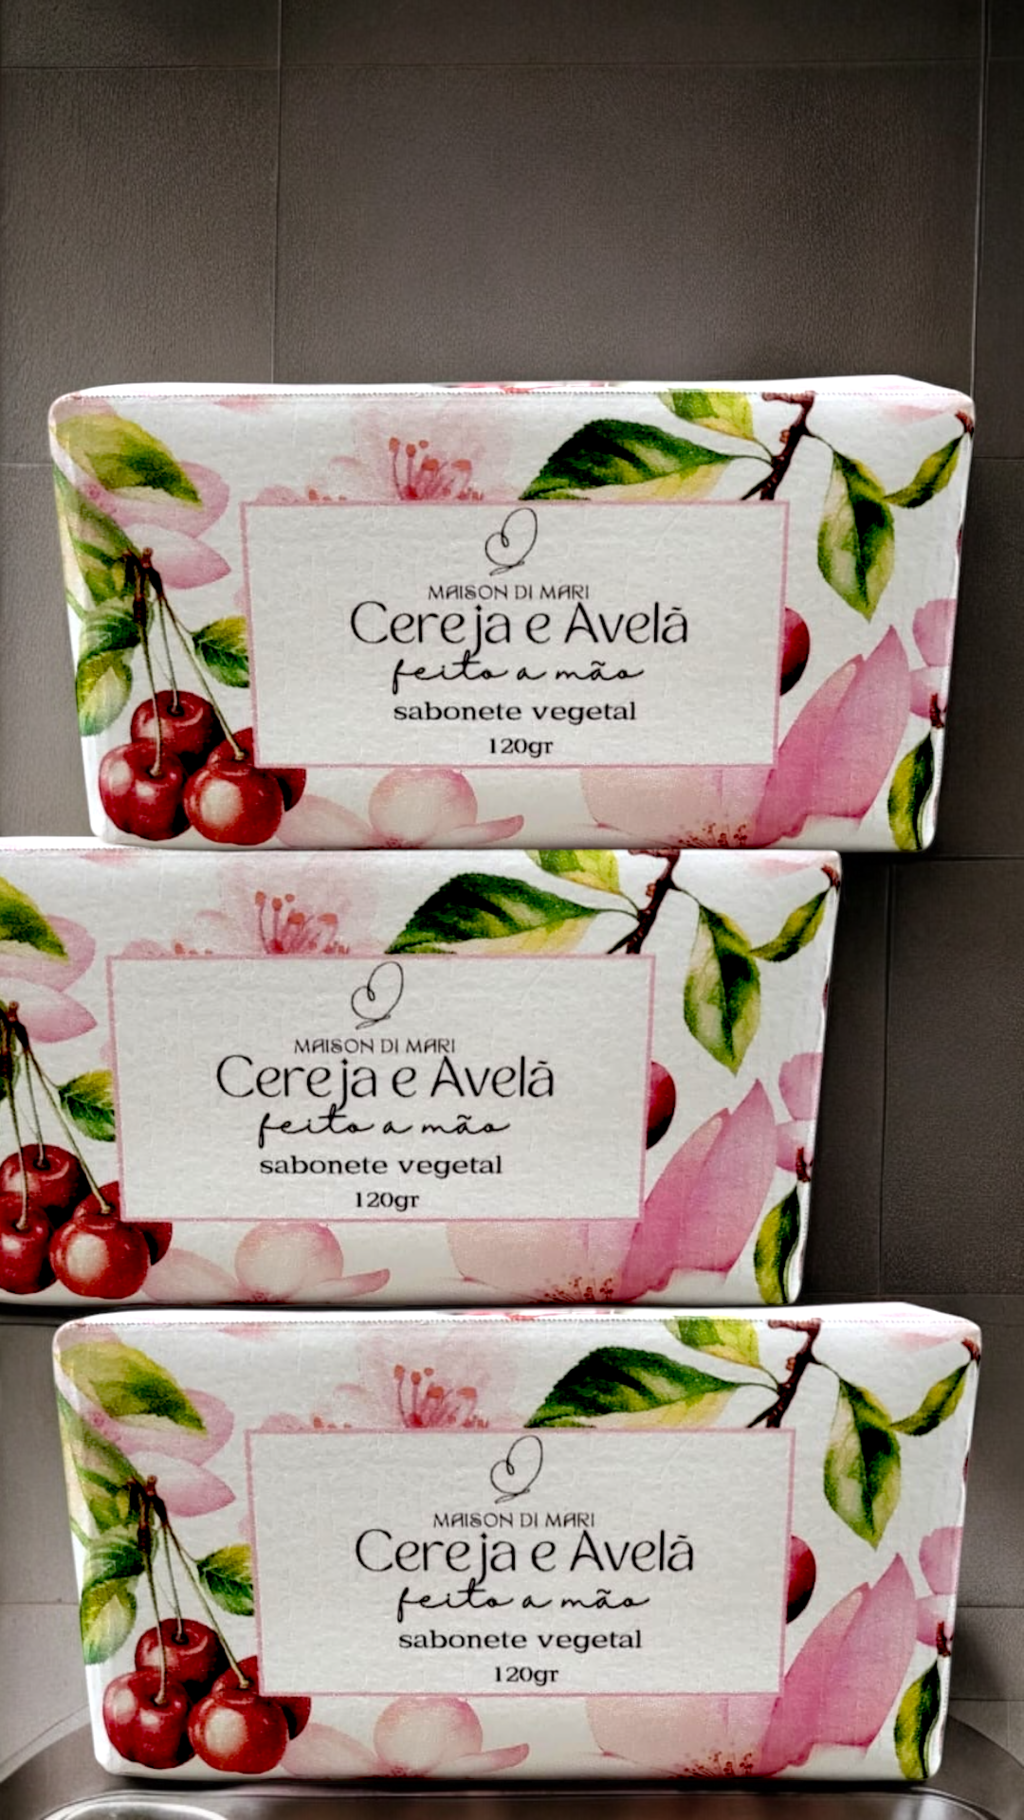 MAISON DI MARI
Cereja e Avelã
feito a mão
sabonete vegetal
120gr
MAISON DI MARI
Cereja e Avelã
feito a mão
sabonete vegetal
120gr
MAISON DI MARI
Cereja e Avelã
feito a mão
sabonete vegetal
120gr